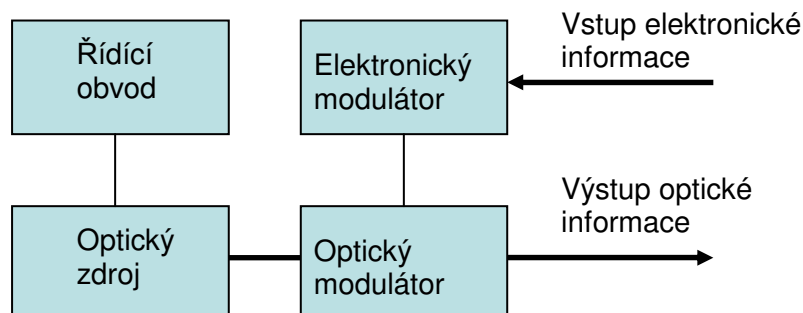 Řídící
obvod
Elektronický
modulátor
Vstup elektronické
informace
Optický
zdroj
Optický
modulátor
Výstup optické
informace